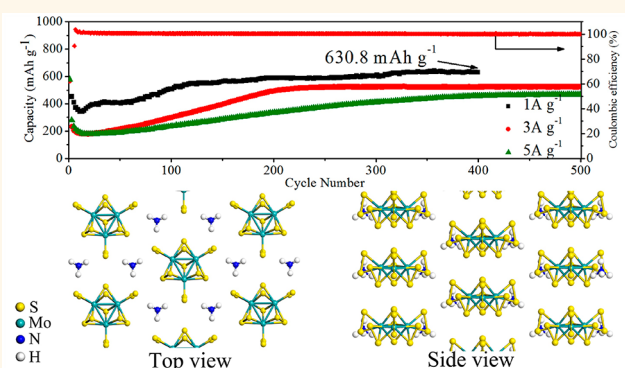 1000
800
600
400
200
0
Capacity (mAh g⁻¹)
100
80
60
40
20
0
Coulombic efficiency (%)
630.8 mAh g⁻¹
1A g⁻¹
3A g⁻¹
5A g⁻¹
0 100 200 300 400 500
Cycle Number
S
Mo
N
H
Top view
Side view